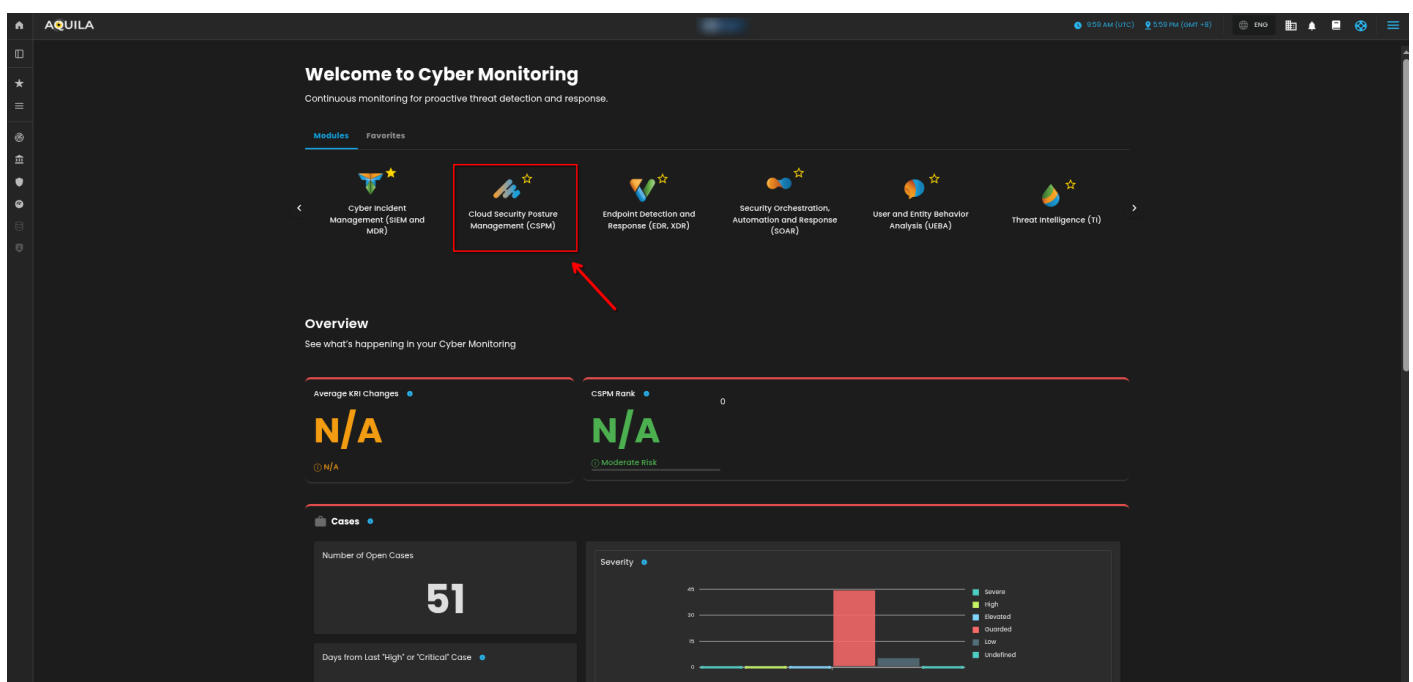 AQUILA
9:59 AM (UTC)
5:59 PM (GMT +8)
ENG
Welcome to Cyber Monitoring
Continuous monitoring for proactive threat detection and response.
Modules
Favorites
Cyber Incident
Management (SIEM and
MDR)
Cloud Security Posture
Management (CSPM)
Endpoint Detection and
Response (EDR, XDR)
Security Orchestration,
Automation and Response
(SOAR)
User and Entity Behavior
Analysis (UEBA)
Threat Intelligence (TI)
Overview
See what's happening in your Cyber Monitoring
Average KRI Changes
N/A
N/A
CSPM Rank
0
N/A
Moderate Risk
Cases
Number of Open Cases
51
Days from Last "High" or "Critical" Case
Severity
45
30
15
0
Severe
High
Elevated
Guarded
Low
Undefined